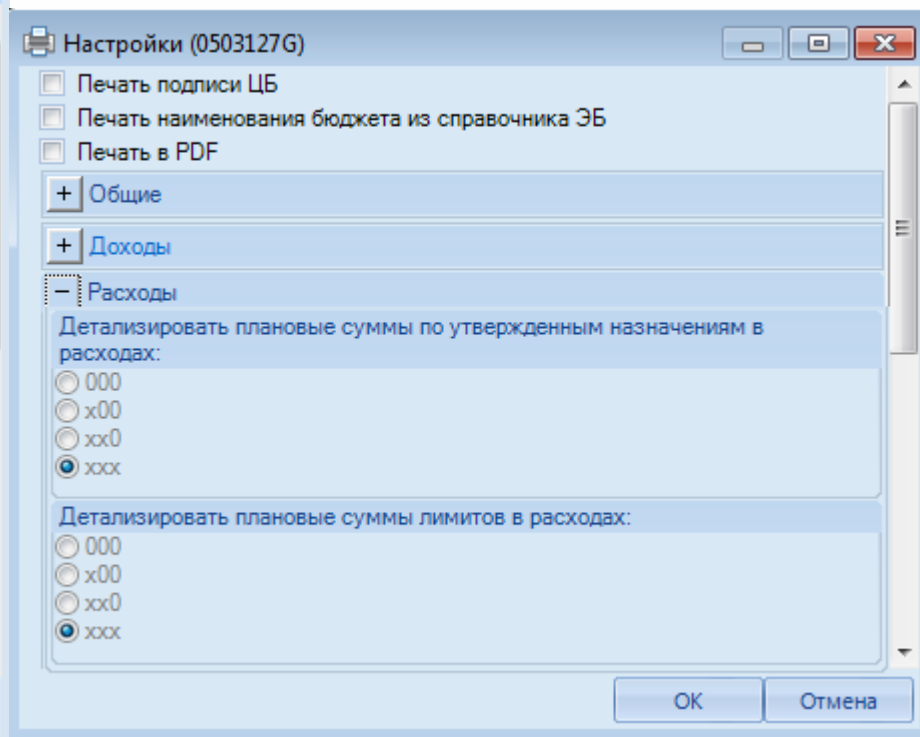 Настройки (0503127G)
Печать подписи ЦБ
Печать наименования бюджета из справочника ЭБ
Печать в PDF
+ Общие
+ Доходы
− Расходы
Детализировать плановые суммы по утвержденным назначениям в
расходах:
000
x00
xx0
xxx
Детализировать плановые суммы лимитов в расходах:
000
x00
xx0
xxx
OK Отмена